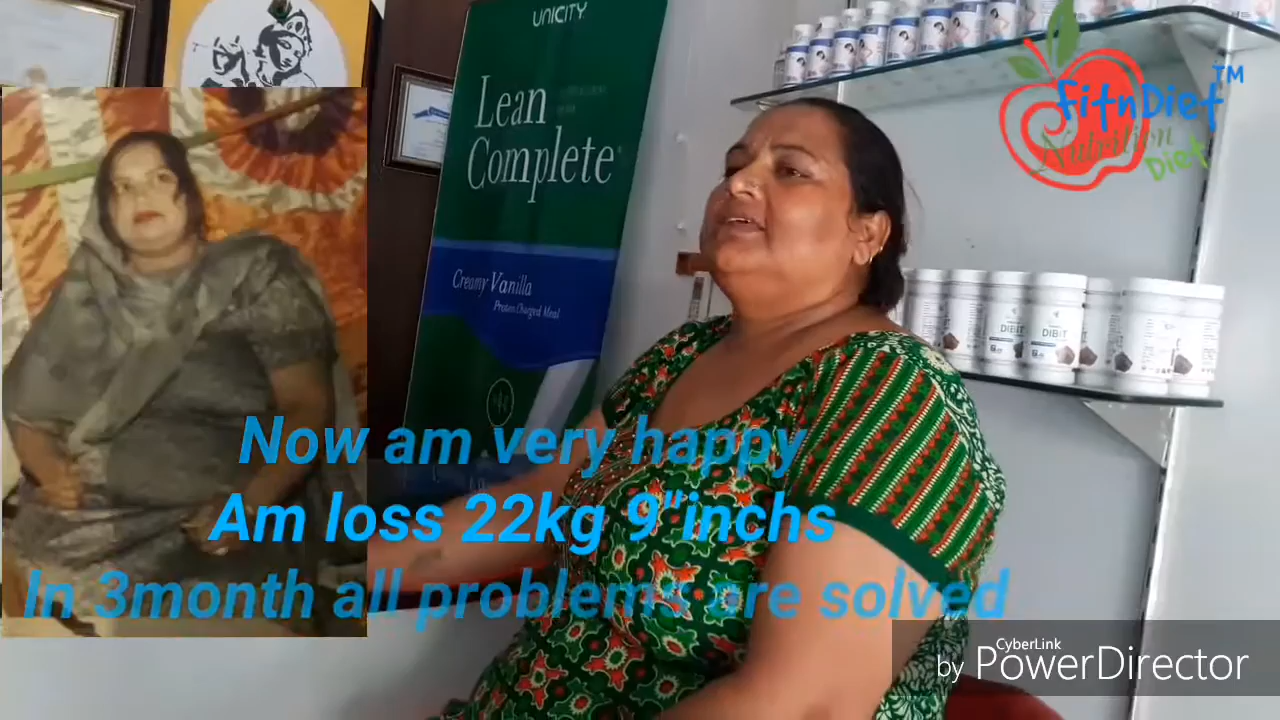 UNICITY
Lean
Complete
Creamy Vanilla
Protein Charged Meal
FitnDiet TM
Nutrition
Diet
DIBIT
DIBIT
Now am very happy
Am loss 22kg 9"inchs
In 3month all problems are solved
CyberLink
by PowerDirector